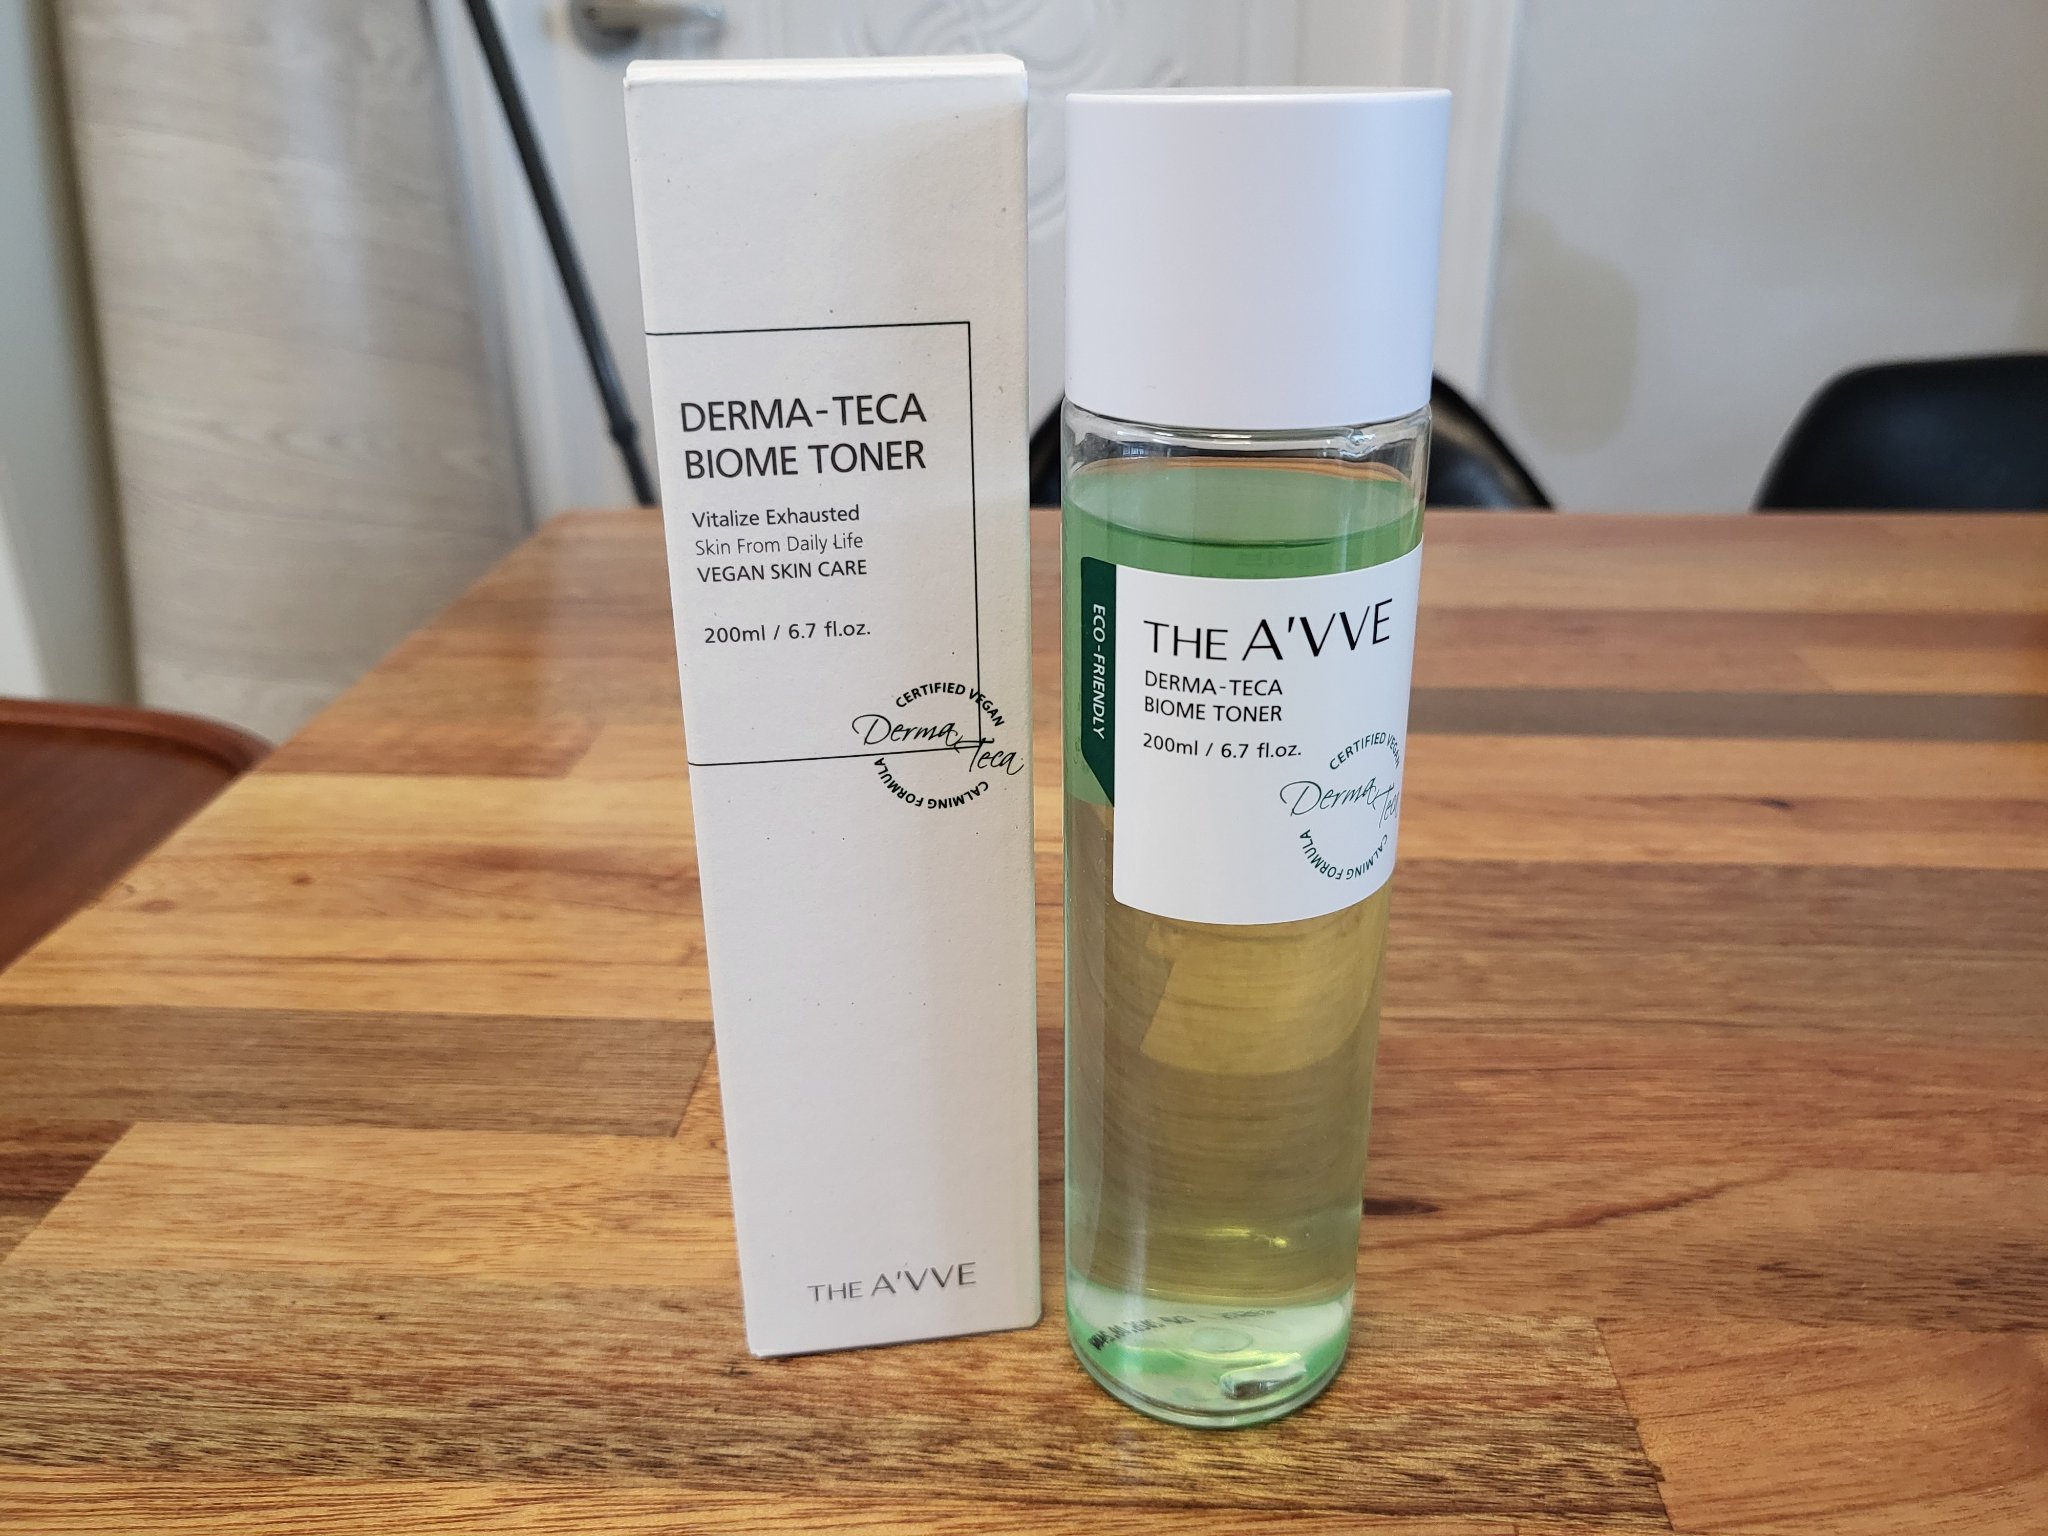 DERMA-TECA
BIOME TONER
Vitalize Exhausted
Skin From Daily Life
VEGAN SKIN CARE
200ml / 6.7 fl.oz.
CERTIFIED VEGAN
Derma Teca
CALMING FORMULA
THE A'VVE
ECO-FRIENDLY
THE A'VVE
DERMA-TECA
BIOME TONER
200ml / 6.7 fl.oz.
CERTIFIED VEGAN
Derma Tec
CALMING FORMULA